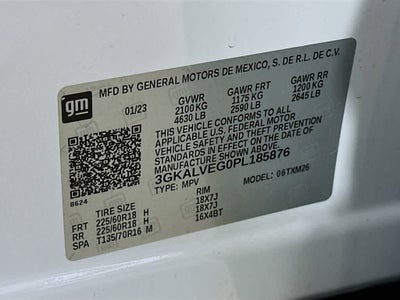 MFD BY GENERAL MOTORS DE MEXICO, S. DE R.L. DE C.V.
gm 01/23 GVWR GAWR FRT GAWR RR
2100 KG 1175 KG 1200 KG
4630 LB 2590 LB 2645 LB
THIS VEHICLE CONFORMS TO ALL
APPLICABLE U.S. FEDERAL MOTOR
VEHICLE SAFETY AND THEFT PREVENTION
STANDARDS IN EFFECT ON THE DATE OF
MANUFACTURE SHOWN ABOVE.
3GKALVEG0PL185876
TYPE: MPV MODEL: 06TXM26
8624
TIRE SIZE RIM
FRT 225/60R18 H 18X7J
RR 225/60R18 H 18X7J
SPA T135/70R16 M 16X4BT